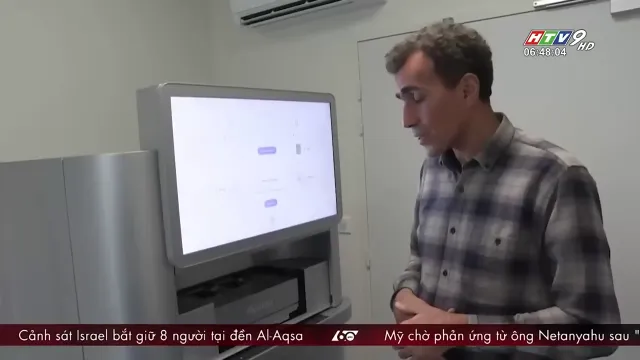 HTV9 HD
06:48:04
Cảnh sát Israel bắt giữ 8 người tại đền Al-Aqsa
Mỹ chờ phản ứng từ ông Netanyahu sau "